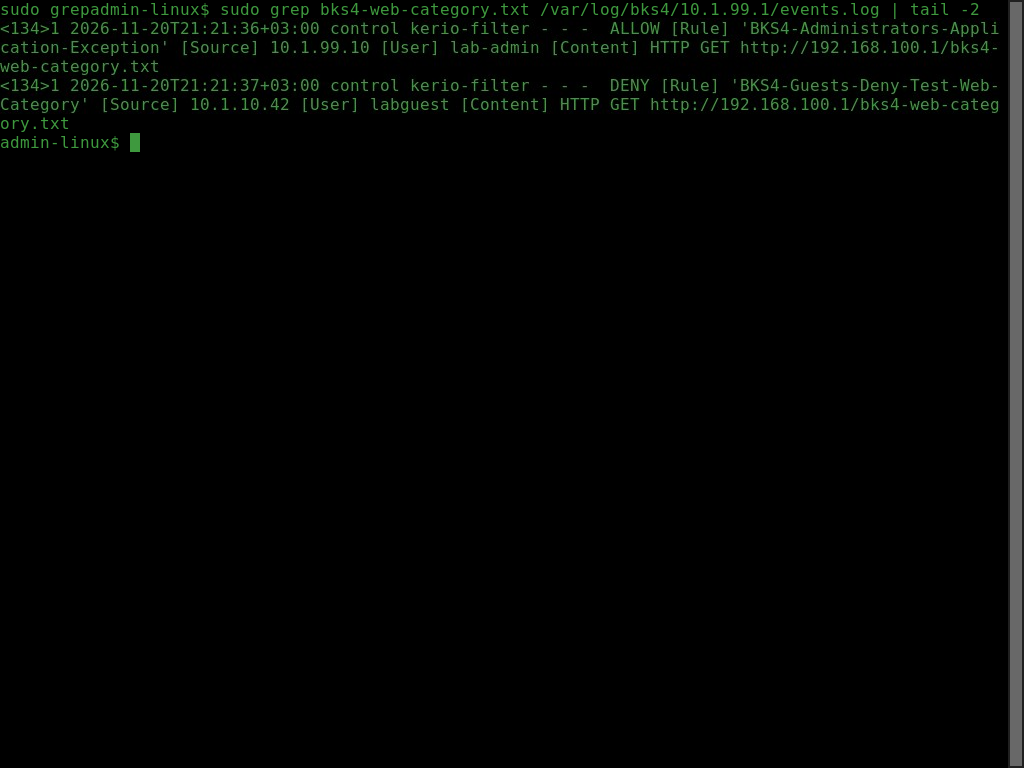 sudo grepadmin-linux$ sudo grep bks4-web-category.txt /var/log/bks4/10.1.99.1/events.log | tail -2
<134>1 2026-11-20T21:21:36+03:00 control kerio-filter - - -  ALLOW [Rule] 'BKS4-Administrators-Appli
cation-Exception' [Source] 10.1.99.10 [User] lab-admin [Content] HTTP GET http://192.168.100.1/bks4-
web-category.txt
<134>1 2026-11-20T21:21:37+03:00 control kerio-filter - - -  DENY [Rule] 'BKS4-Guests-Deny-Test-Web-
Category' [Source] 10.1.10.42 [User] labguest [Content] HTTP GET http://192.168.100.1/bks4-web-categ
ory.txt
admin-linux$